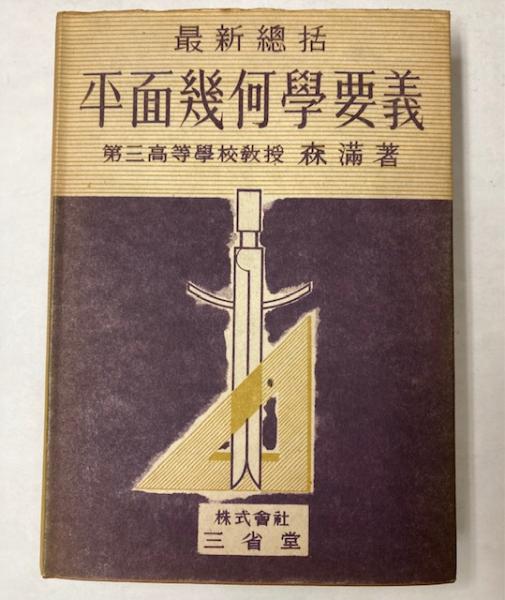 最新總括
平面幾何學要義
第三高等學校敎授 森滿著
株式會社
三省堂